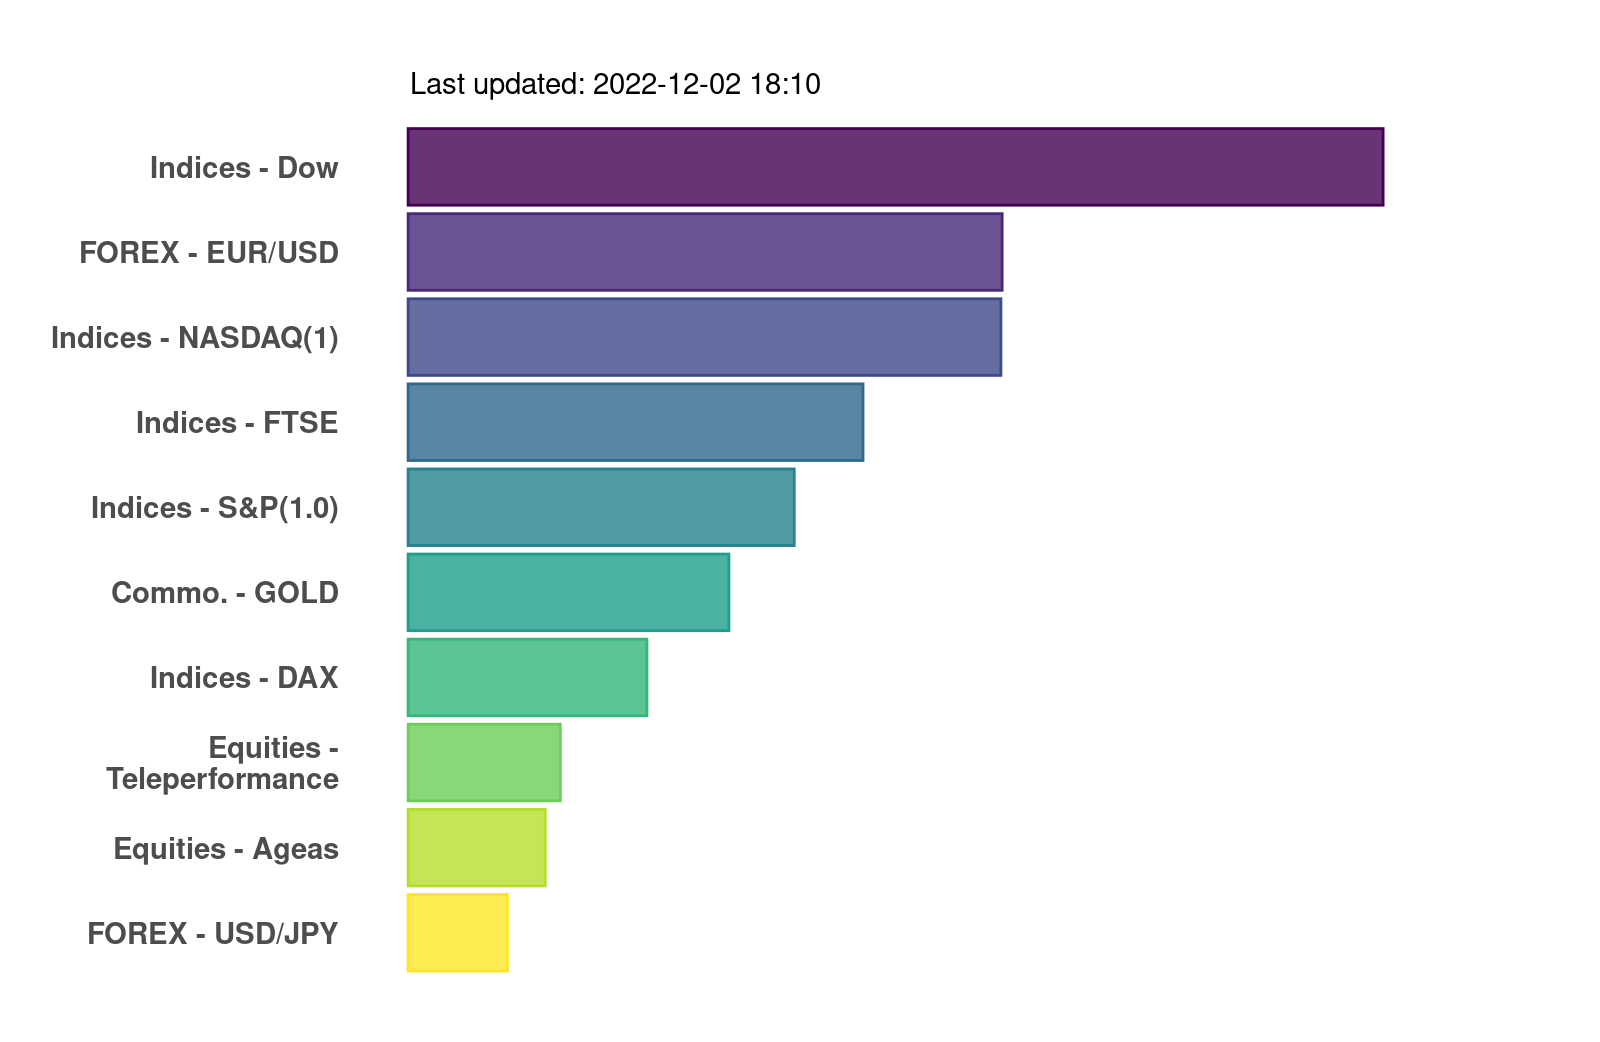 Last updated: 2022-12-02 18:10
Indices - Dow
FOREX - EUR/USD
Indices - NASDAQ(1)
Indices - FTSE
Indices - S&P(1.0)
Commo. - GOLD
Indices - DAX
Equities -
Teleperformance
Equities - Ageas
FOREX - USD/JPY